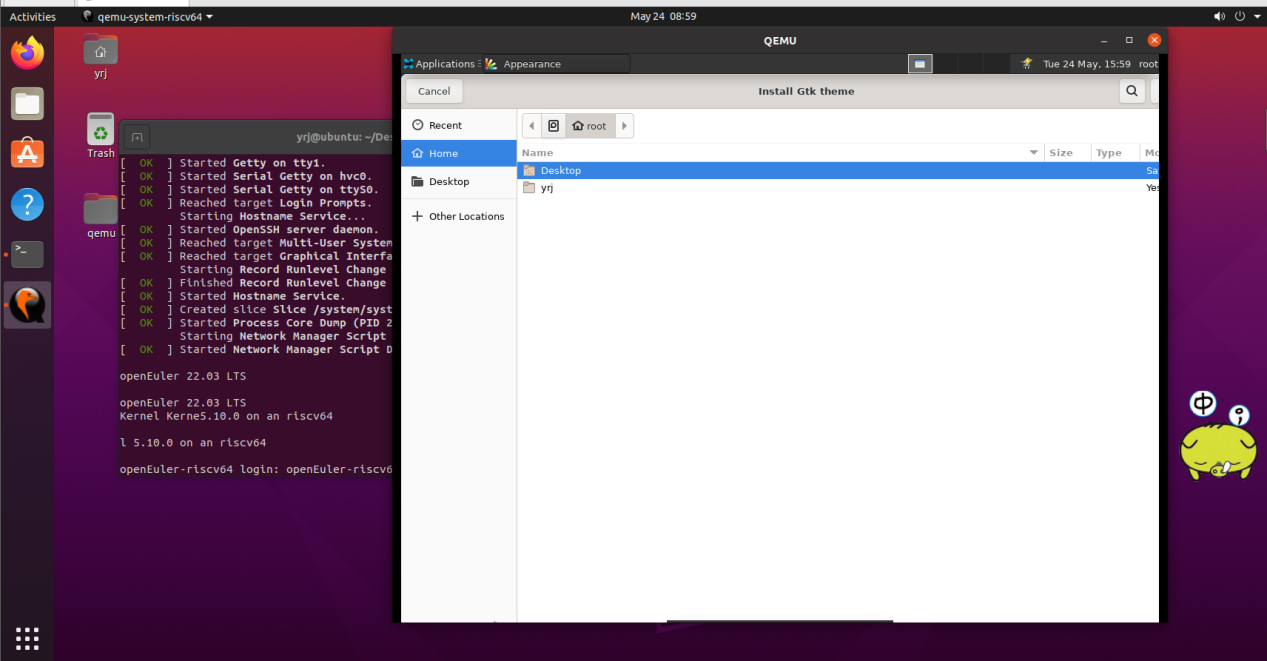 Activities
qemu-system-riscv64
May 24 08:59
yrj
Trash
qemu
yrj@ubuntu: ~/De
[ OK ] Started Getty on tty1.
[ OK ] Started Serial Getty on hvc0.
[ OK ] Started Serial Getty on ttyS0.
[ OK ] Reached target Login Prompts.
Starting Hostname Service...
[ OK ] Started OpenSSH server daemon.
[ OK ] Reached target Multi-User System
[ OK ] Reached target Graphical Interfa
Starting Record Runlevel Change
[ OK ] Finished Record Runlevel Change
[ OK ] Started Hostname Service.
[ OK ] Created slice Slice /system/syst
[ OK ] Started Process Core Dump (PID 2
Starting Network Manager Script
[ OK ] Started Network Manager Script D
openEuler 22.03 LTS
openEuler 22.03 LTS
Kernel Kerne5.10.0 on an riscv64
l 5.10.0 on an riscv64
openEuler-riscv64 login: openEuler-riscv6
QEMU
Applications
Appearance
Tue 24 May, 15:59 root
Cancel
Install Gtk theme
Recent
Home
Desktop
Other Locations
root
Name Size Type Mo
Desktop Sa
yrj Yes
中